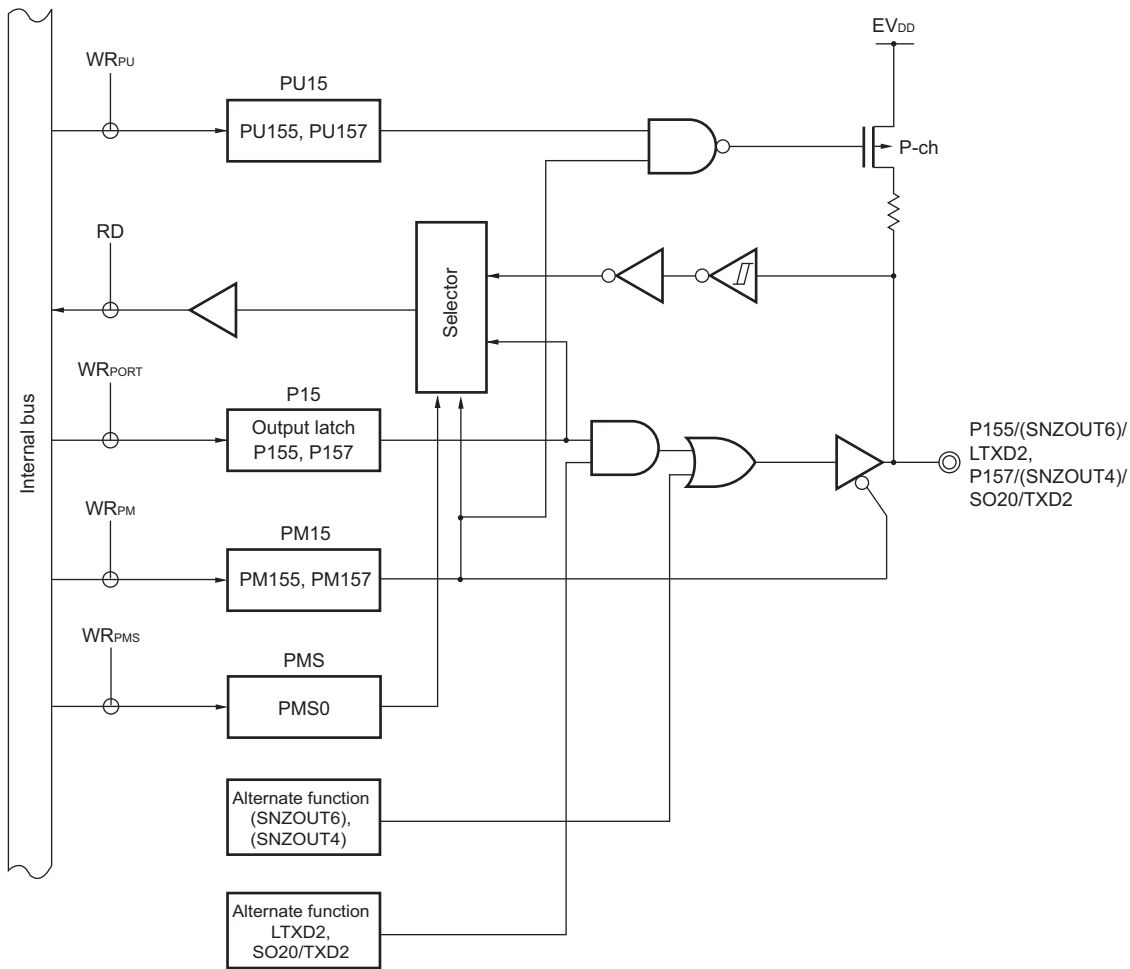 EVDD
WRPU
PU15
PU155, PU157
P-ch
RD
Selector
WRPORT
P15
Output latch
P155, P157
Internal bus
P155/(SNZOUT6)/
LTXD2,
P157/(SNZOUT4)/
SO20/TXD2
WRPM
PM15
PM155, PM157
WRPMS
PMS
PMS0
Alternate function
(SNZOUT6),
(SNZOUT4)
Alternate function
LTXD2,
SO20/TXD2